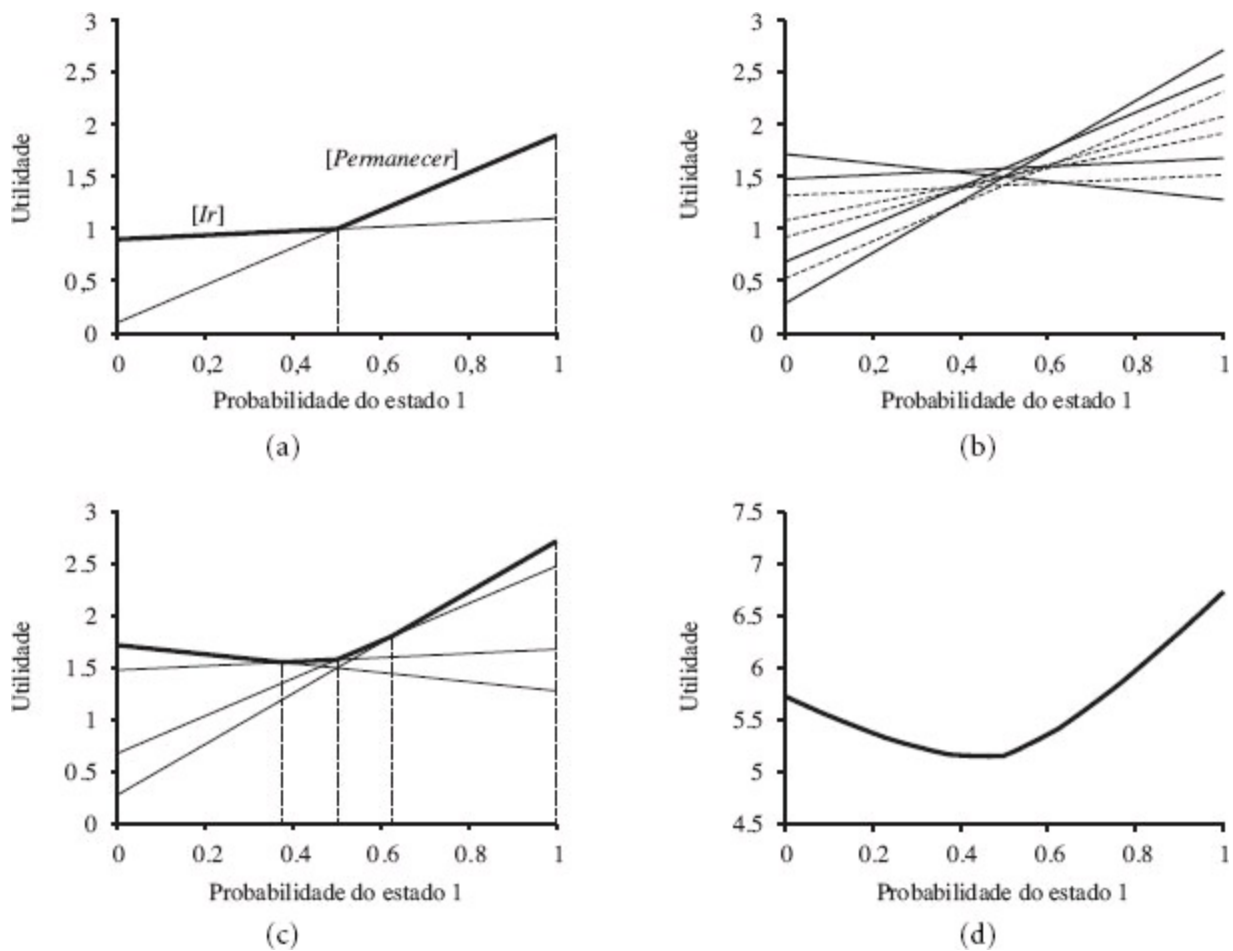 3
2,5
2
1,5
1
0,5
0
Utilidade
[Ir]
[Permanecer]
0 0,2 0,4 0,6 0,8 1
Probabilidade do estado 1
(a)
3
2,5
2
1,5
1
0,5
0
Utilidade
0 0,2 0,4 0,6 0,8 1
Probabilidade do estado 1
(b)
3
2.5
2
1.5
1
0.5
0
Utilidade
0 0.2 0.4 0.6 0.8 1
Probabilidade do estado 1
(c)
7.5
7
6.5
6
5.5
5
4.5
Utilidade
0 0.2 0.4 0.6 0.8 1
Probabilidade do estado 1
(d)